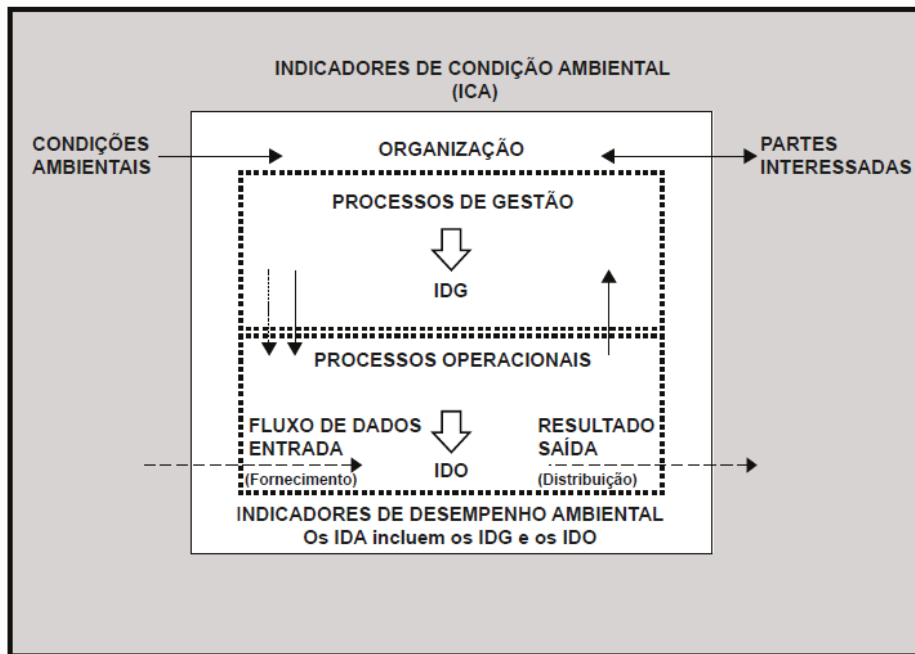 INDICADORES DE CONDIÇÃO AMBIENTAL
(ICA)
CONDIÇÕES
AMBIENTAIS
ORGANIZAÇÃO
PARTES
INTERESSADAS
PROCESSOS DE GESTÃO
IDG
PROCESSOS OPERACIONAIS
FLUXO DE DADOS
ENTRADA
(Fornecimento)
IDO
RESULTADO
SAÍDA
(Distribuição)
INDICADORES DE DESEMPENHO AMBIENTAL
Os IDA incluem os IDG e os IDO